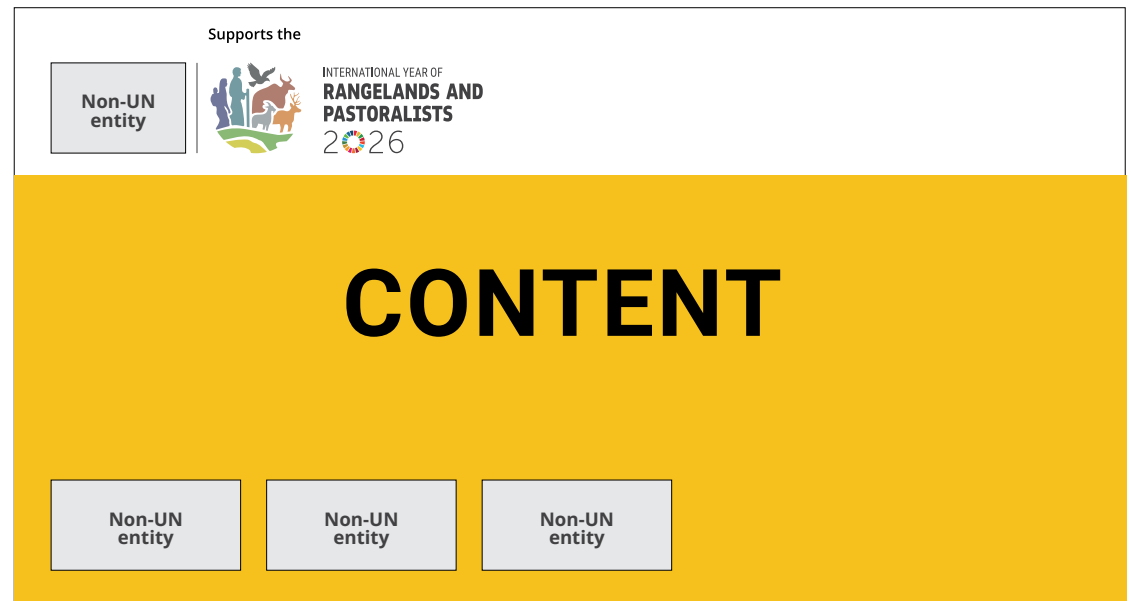 Supports the
Non-UN
entity
INTERNATIONAL YEAR OF
RANGELANDS AND
PASTORALISTS
2026
CONTENT
Non-UN
entity
Non-UN
entity
Non-UN
entity